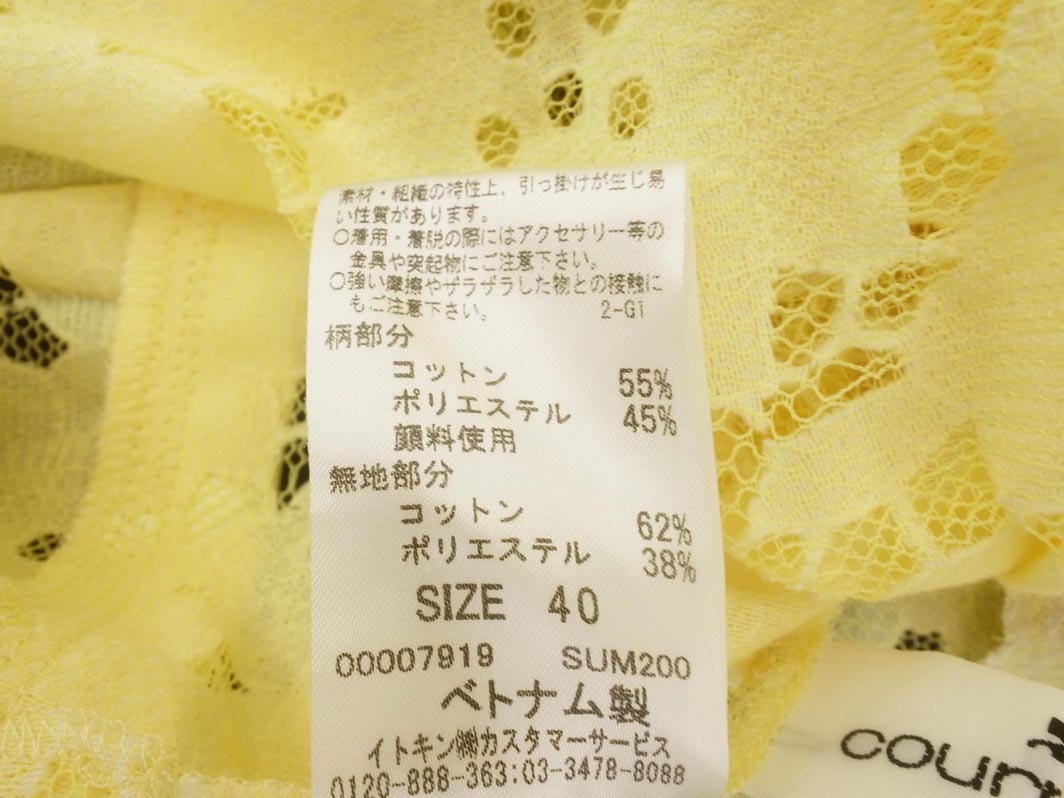 素材・組織の特性上、引っ掛けが生じ易
い性質があります。
○着用・着脱の際にはアクセサリー等の
金具や突起物にご注意下さい。
○強い摩擦やザラザラした物との接触に
もご注意下さい。 2-G1
柄部分
コットン 55%
ポリエステル 45%
顔料使用
無地部分
コットン 62%
ポリエステル 38%
SIZE 40
00007919 SUM200
ベトナム製
イトキン㈱カスタマーサービス
0120-888-363:03-3478-8088